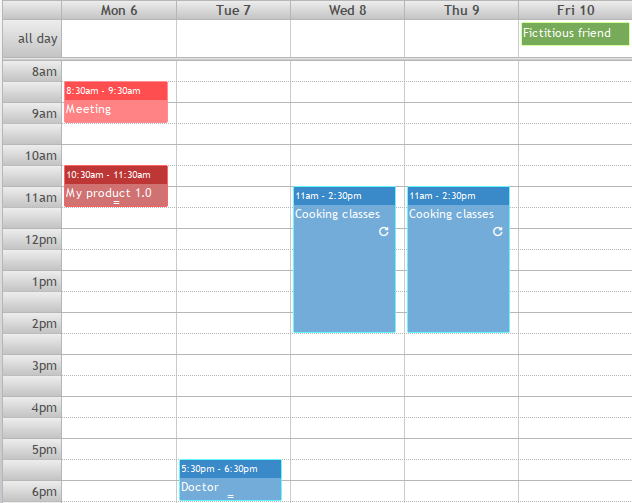 Mon 6 Tue 7 Wed 8 Thu 9 Fri 10
all day Fictitious friend
8am
8:30am - 9:30am
Meeting
9am
10am
10:30am - 11:30am
My product 1.0
11am
11am - 2:30pm 11am - 2:30pm
Cooking classes Cooking classes
12pm
1pm
2pm
3pm
4pm
5pm
5:30pm - 6:30pm
Doctor
6pm